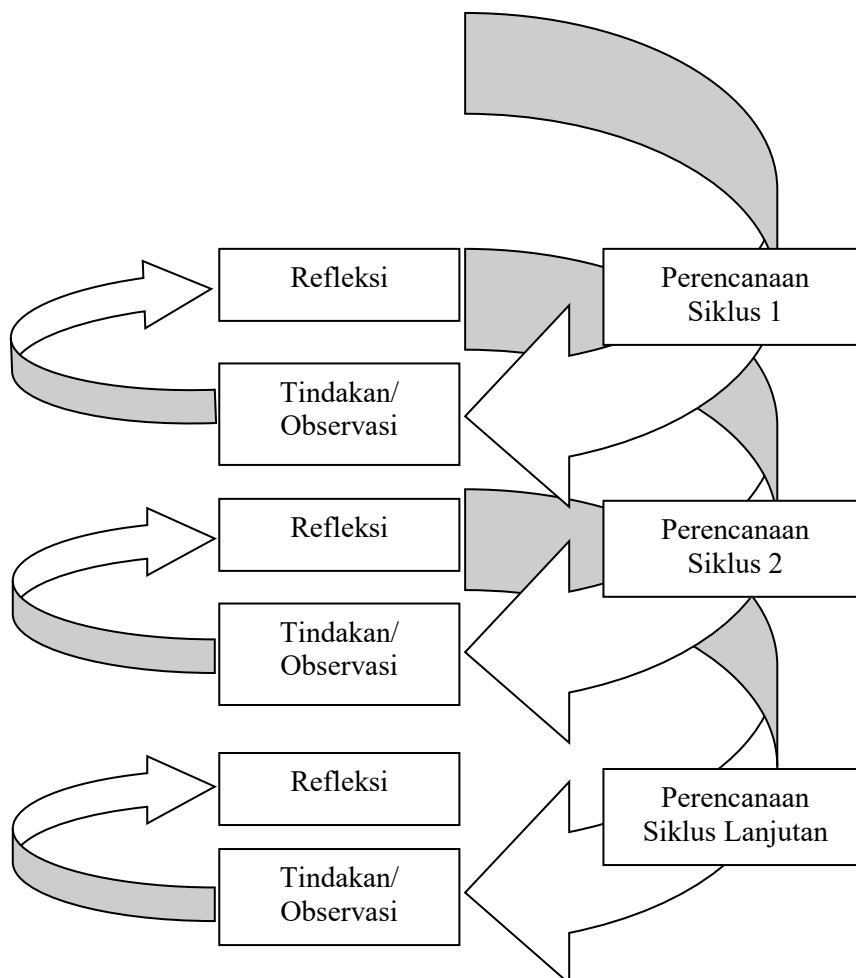 Refleksi
Perencanaan
Siklus 1
Tindakan/
Observasi
Refleksi
Perencanaan
Siklus 2
Tindakan/
Observasi
Refleksi
Perencanaan
Siklus Lanjutan
Tindakan/
Observasi